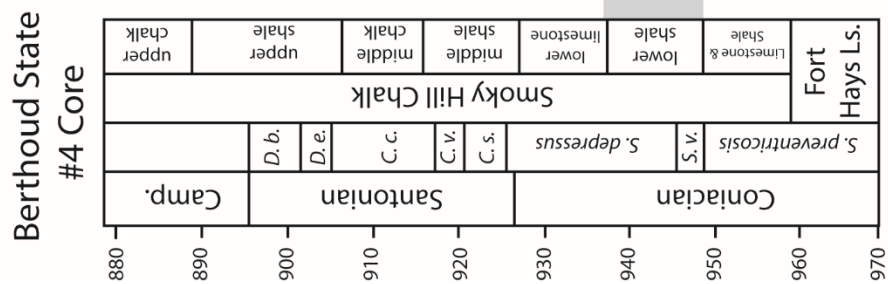 Berthoud State
#4 Core
upper
chalk
upper
shale
middle
chalk
middle
shale
lower
limestone
lower
shale
Limestone &
Shale
Fort
Hays Ls.
Smoky Hill Chalk
D. b.
D. e.
C. c.
C. v.
C. s.
S. depressus
S. v.
S. preventricosis
Camp.
Santonian
Coniacian
880
890
900
910
920
930
940
950
960
970